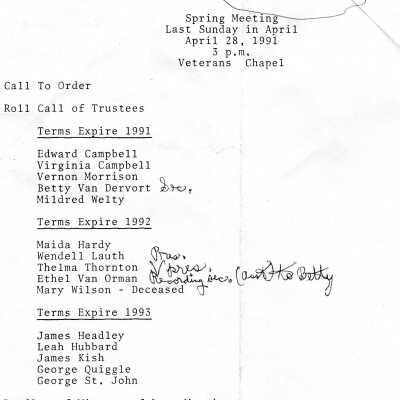 Spring Meeting
Last Sunday in April
April 28, 1991
3 p.m.
Veterans Chapel
Call To Order
Roll Call of Trustees
Terms Expire 1991
Edward Campbell
Virginia Campbell
Vernon Morrison
Betty Van Dervort Sec.
Mildred Welty
Terms Expire 1992
Maida Hardy
Wendell Lauth Pres.
Thelma Thornton V pres.
Ethel Van Orman Recording sec. (asst to Betty
Mary Wilson - Deceased
Terms Expire 1993
James Headley
Leah Hubbard
James Kish
George Quiggle
George St. John